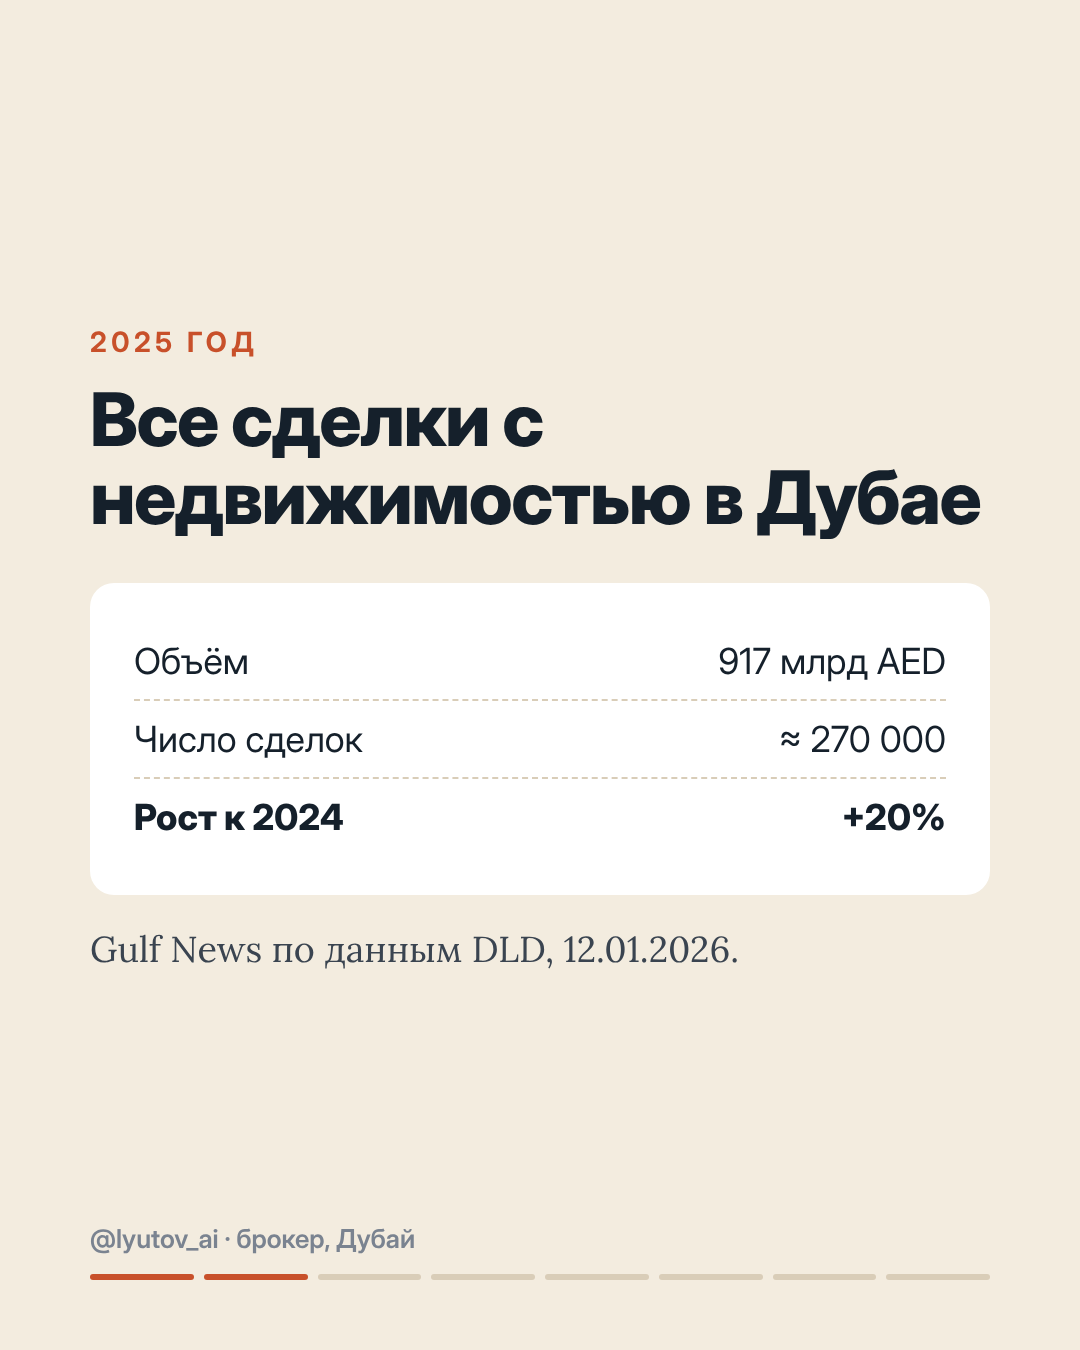 2025 ГОД
Все сделки с
недвижимостью в Дубае
Объём 917 млрд AED
Число сделок ≈ 270 000
Рост к 2024 +20%
Gulf News по данным DLD, 12.01.2026.
@lyutov_ai · брокер, Дубай